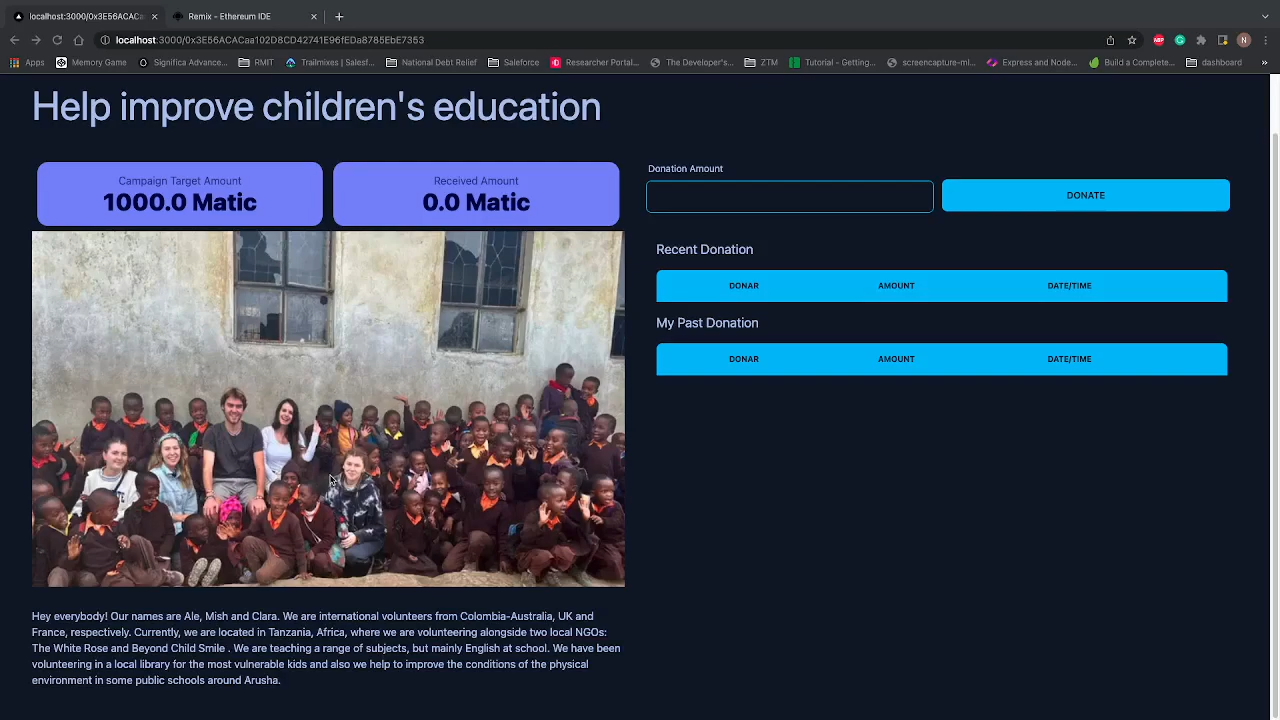 localhost:3000/0x3E56ACACa
Remix - Ethereum IDE
localhost:3000/0x3E56ACACaa102D8CD42741E96fEDa8785EbE7353
ABP
N
Apps
Memory Game
Significa Advance...
RMIT
Trailmixes | Salesf...
National Debt Relief
Salesforce
Researcher Portal...
The Developer's...
ZTM
Tutorial - Getting...
screencapture-ml...
Express and Node...
Build a Complete...
dashboard
Help improve children's education
Campaign Target Amount
1000.0 Matic
Received Amount
0.0 Matic
Donation Amount
DONATE
Recent Donation
DONAR AMOUNT DATE/TIME
My Past Donation
DONAR AMOUNT DATE/TIME
Hey everybody! Our names are Ale, Mish and Clara. We are international volunteers from Colombia-Australia, UK and
France, respectively. Currently, we are located in Tanzania, Africa, where we are volunteering alongside two local NGOs:
The White Rose and Beyond Child Smile . We are teaching a range of subjects, but mainly English at school. We have been
volunteering in a local library for the most vulnerable kids and also we help to improve the conditions of the physical
environment in some public schools around Arusha.